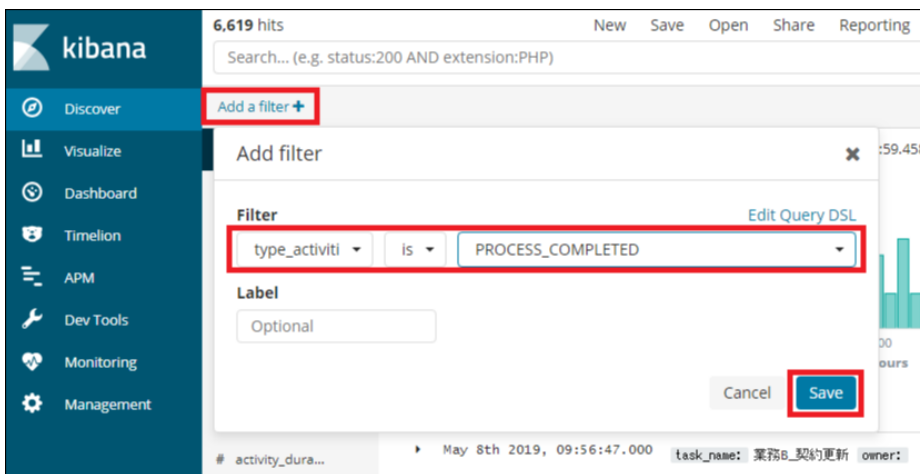 6,619 hits
New Save Open Share Reporting
kibana
Search... (e.g. status:200 AND extension:PHP)
Discover
Add a filter +
Visualize
Add filter
:59.458
Dashboard
Filter
Edit Query DSL
Timelion
type_activiti is PROCESS_COMPLETED
APM
Label
Dev Tools
Optional
Monitoring
ours
Management
Cancel Save
# activity_dura...
May 8th 2019, 09:56:47.000 task_name: 業務B_契約更新 owner: